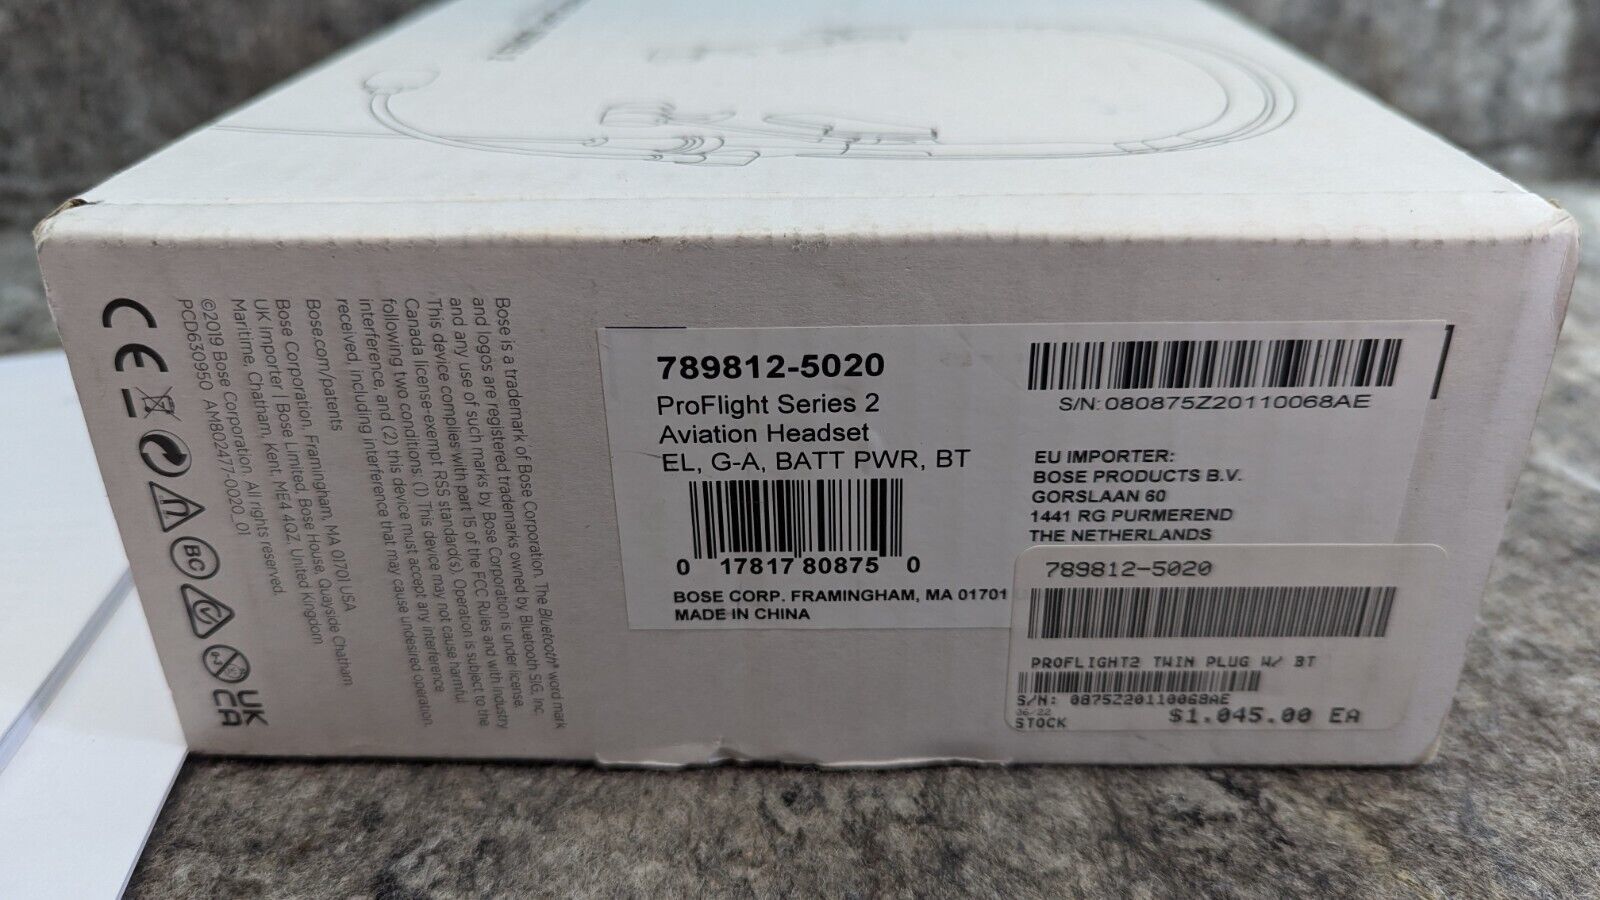 Bose is a trademark of Bose Corporation. The Bluetooth® word mark
and logos are registered trademarks owned by Bluetooth SIG, Inc.
and any use of such marks by Bose Corporation is under license.
This device complies with part 15 of the FCC Rules and with Industry
Canada license-exempt RSS standard(s). Operation is subject to the
following two conditions: (1) This device may not cause harmful
interference, and (2) this device must accept any interference
received, including interference that may cause undesired operation.
Bose.com/patents
Bose Corporation, Framingham, MA 01701 USA
UK Importer | Bose Limited, Bose House, Quayside Chatham
Maritime, Chatham, Kent, ME4 4QZ, United Kingdom
©2019 Bose Corporation. All rights reserved.
PCD630950 AM802477-0020_01
CE
BC
0-3
UK
CA
789812-5020
ProFlight Series 2
Aviation Headset
EL, G-A, BATT PWR, BT
0 17817 80875 0
BOSE CORP. FRAMINGHAM, MA 01701
MADE IN CHINA
S/N: 080875Z20110068AE
EU IMPORTER:
BOSE PRODUCTS B.V.
GORSLAAN 60
1441 RG PURMEREND
THE NETHERLANDS
789812-5020
PROFLIGHT2 TWIN PLUG W/ BT
S/N: 0875Z20110068AE
06/22
STOCK
$1,045.00 EA